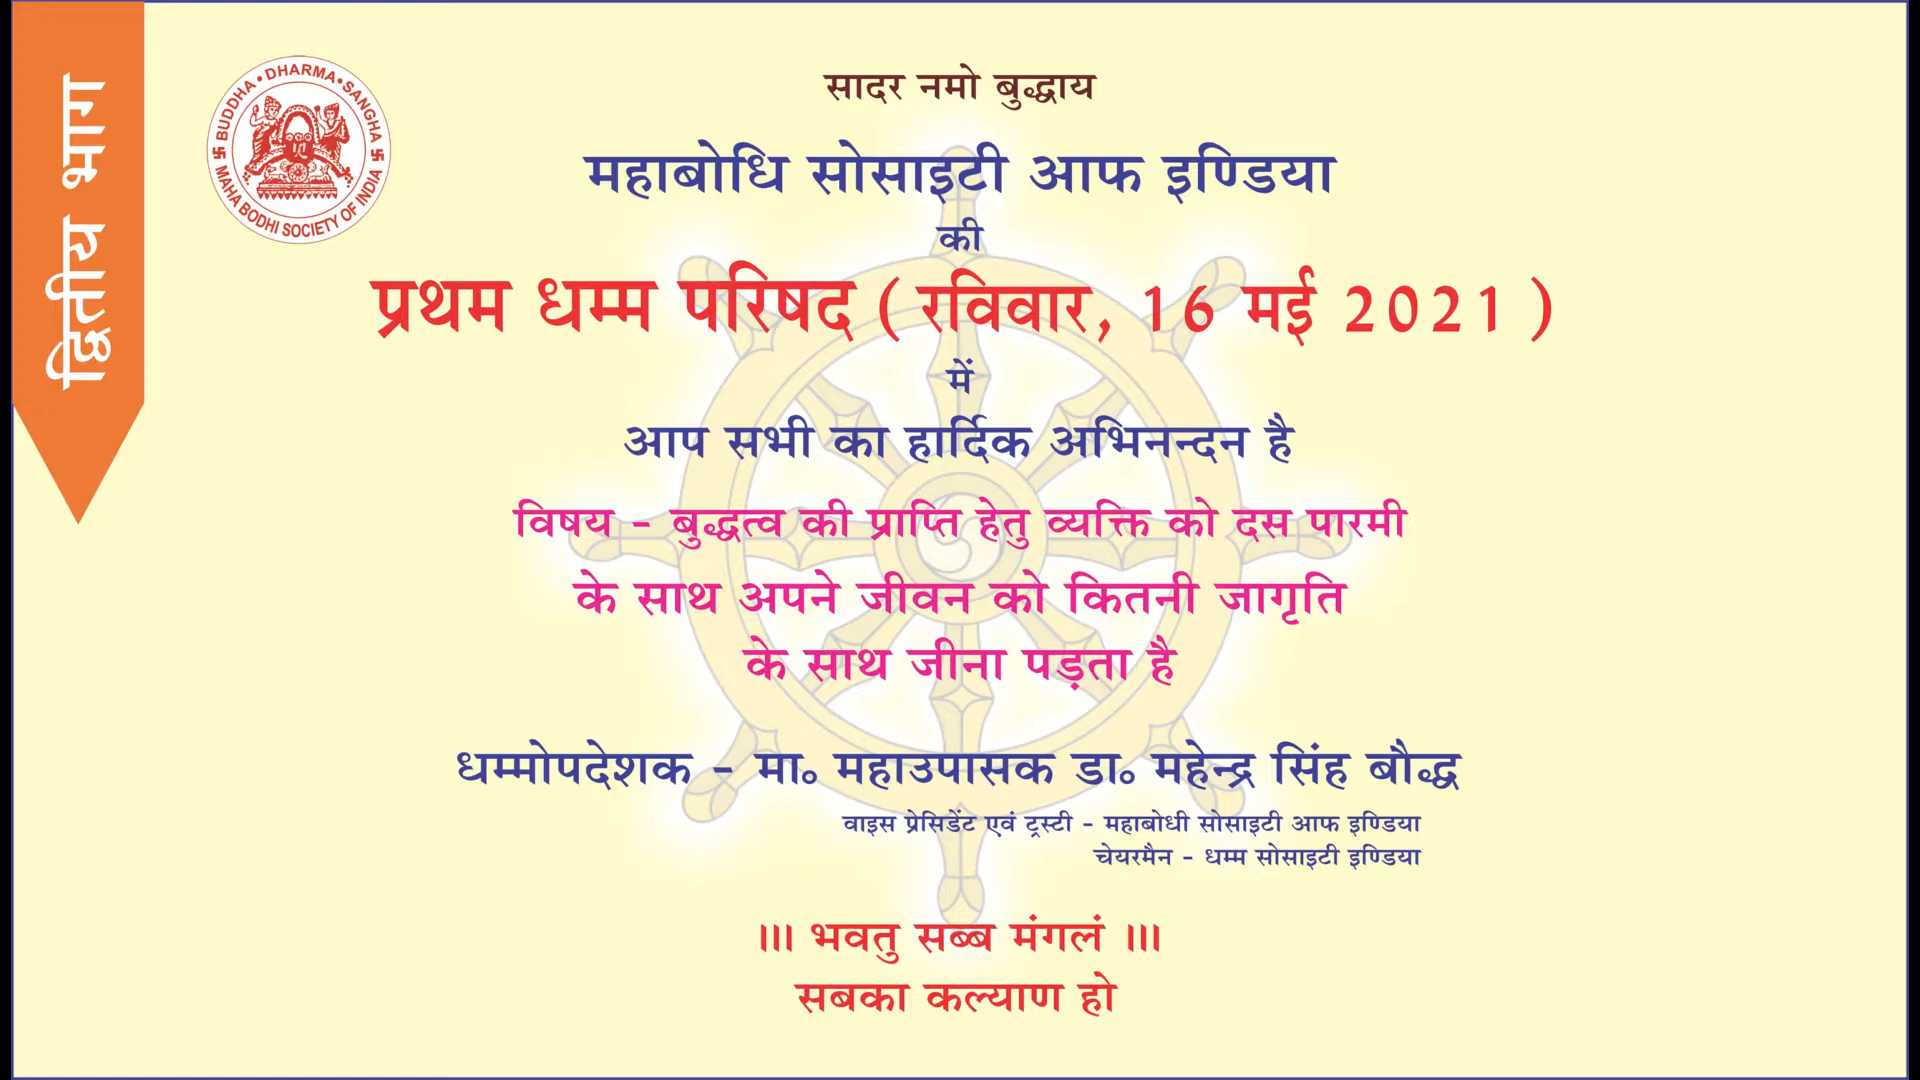 द्वितीय भाग
BUDDHA • DHARMA • SANGHA
卐 MAHA BODHI SOCIETY OF INDIA 卐
सादर नमो बुद्धाय
महाबोधि सोसाइटी आफ इण्डिया
की
प्रथम धम्म परिषद ( रविवार, 16 मई 2021 )
में
आप सभी का हार्दिक अभिनन्दन है
विषय - बुद्धत्व की प्राप्ति हेतु व्यक्ति को दस पारमी
के साथ अपने जीवन को कितनी जागृति
के साथ जीना पड़ता है
धम्मोपदेशक - मा॰ महाउपासक डा॰ महेन्द्र सिंह बौद्ध
वाइस प्रेसिडेंट एवं ट्रस्टी - महाबोधी सोसाइटी आफ इण्डिया
चेयरमैन - धम्म सोसाइटी इण्डिया
।।। भवतु सब्ब मंगलं ।।।
सबका कल्याण हो